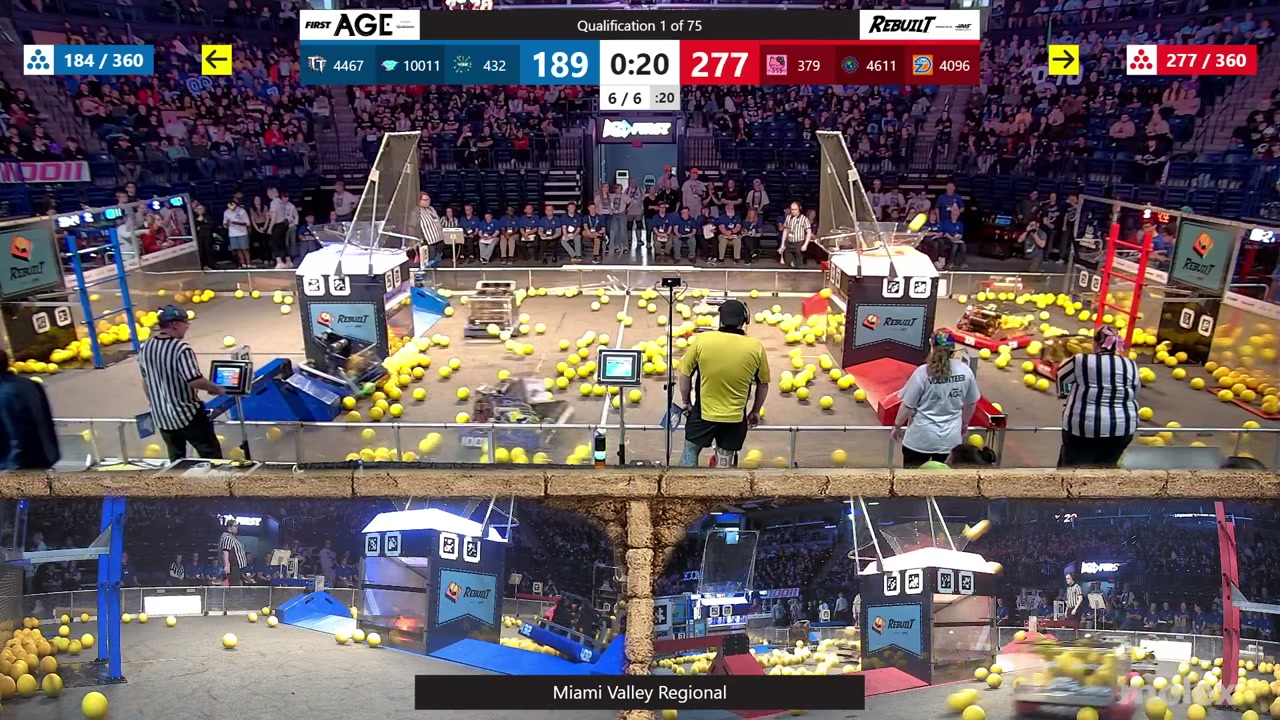 FIRST AGE
Qualification 1 of 75
REBUILT
184 / 360
4467
10011
432
189
0:20
277
379
4611
4096
277 / 360
6 / 6
:20
REBUILT
REBUILT
REBUILT
REBUILT
VOLUNTEER
REBUILT
REBUILT
Miami Valley Regional